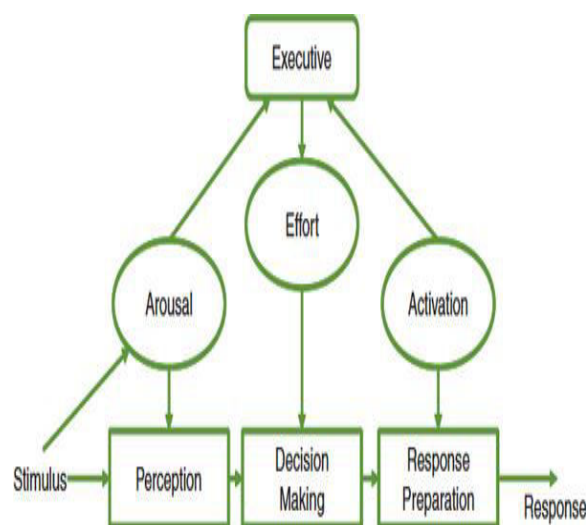 Executive
Effort
Arousal
Activation
Stimulus
Perception
Decision
Making
Response
Preparation
Response